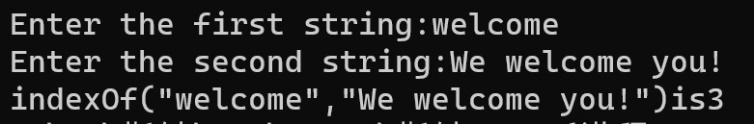 Enter the first string:welcome
Enter the second string:We welcome you!
indexOf("welcome","We welcome you!")is3